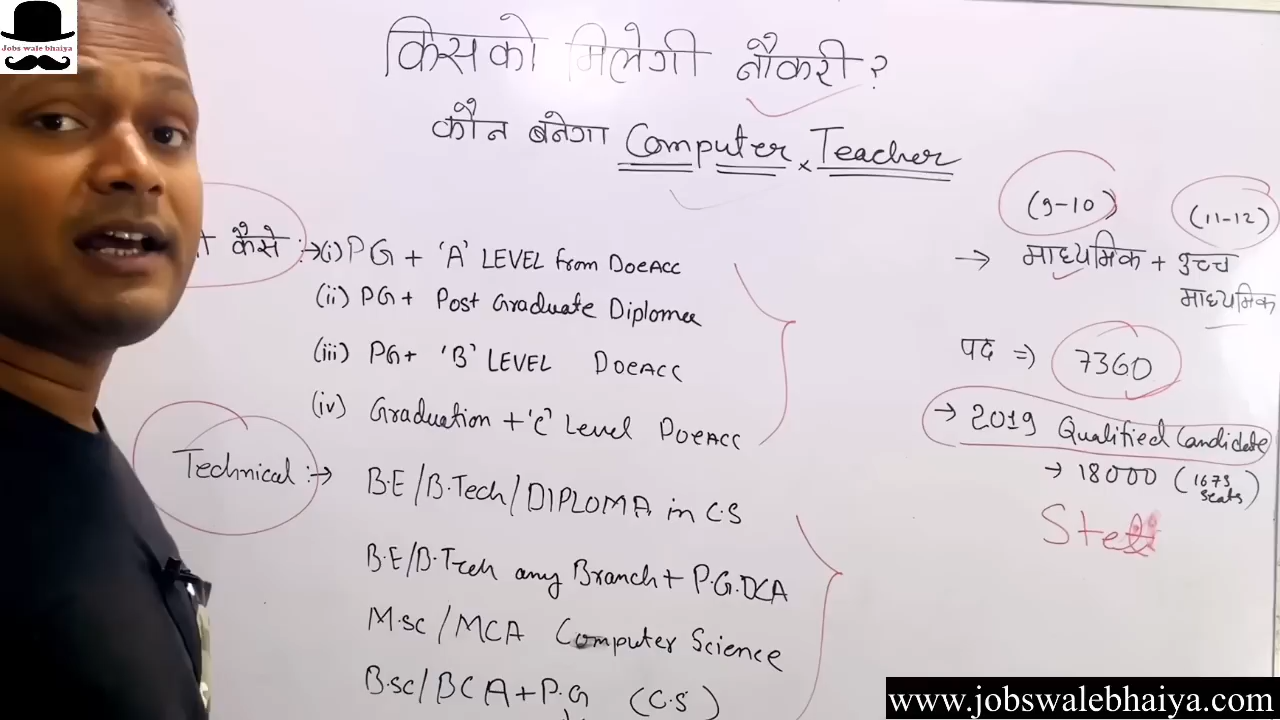 Jobs wale bhaiya
किसको मिलेगी नौकरी?
कौन बनेगा Computer Teacher
कैसे :→ (i) PG + 'A' LEVEL from DOEACC
(ii) PG + Post Graduate Diploma
(iii) PG + 'B' LEVEL DOEACC
(iv) Graduation + 'C' Level DOEACC
Technical :→ B.E/B.Tech/DIPLOMA in C.S
B.E/B.Tech any Branch + P.G.DCA
M.sc/MCA Computer Science
B.sc/BCA + P.G (C.S)
(9-10) (11-12)
→ माध्यमिक + उच्च
माध्यमिक
पद ⇒ 7360
→ 2019 Qualified Candidate
→ 18000 (1673
seats)
www.jobswalebhaiya.com